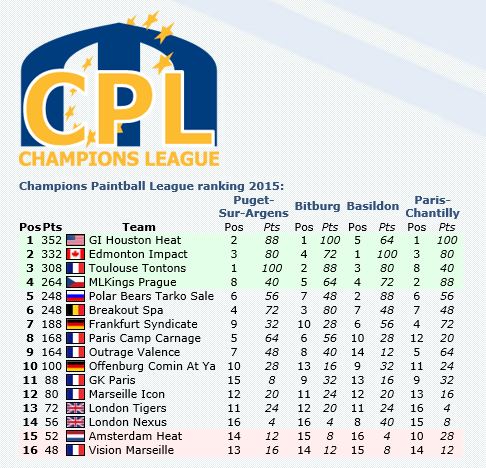 CPL
CHAMPIONS LEAGUE
Champions Paintball League ranking 2015:
Puget-Sur-Argens Bitburg Basildon Paris-Chantilly
Pos Pts Team Pos Pts Pos Pts Pos Pts Pos Pts
1 352 GI Houston Heat 2 88 1 100 5 64 1 100
2 332 Edmonton Impact 3 80 4 72 1 100 3 80
3 308 Toulouse Tontons 1 100 2 88 3 80 8 40
4 264 MLKings Prague 8 40 5 64 4 72 2 88
5 248 Polar Bears Tarko Sale 6 56 7 48 2 88 6 56
6 248 Breakout Spa 4 72 3 80 7 48 7 48
7 188 Frankfurt Syndicate 9 32 10 28 6 56 4 72
8 168 Paris Camp Carnage 5 64 6 56 10 28 12 20
9 164 Outrage Valence 7 48 8 40 14 12 5 64
10 100 Offenburg Comin At Ya 10 28 13 16 9 32 11 24
11 88 GK Paris 15 8 9 32 13 16 9 32
12 80 Marseille Icon 12 20 11 24 12 20 13 16
13 72 London Tigers 11 24 12 20 11 24 16 4
14 56 London Nexus 16 4 16 4 8 40 15 8
15 52 Amsterdam Heat 14 12 15 8 16 4 10 28
16 48 Vision Marseille 13 16 14 12 15 8 14 12